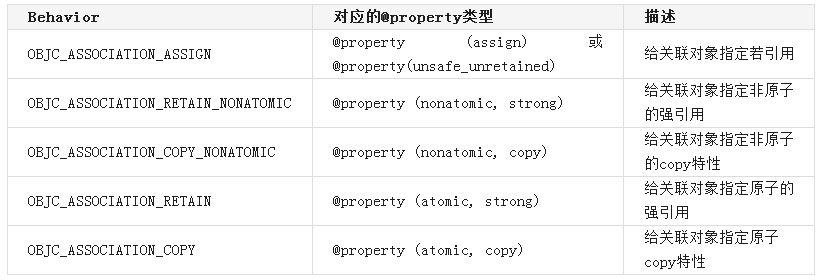 Behavior 对应的@property类型 描述
OBJC_ASSOCIATION_ASSIGN @property (assign) 或 @property(unsafe_unretained) 给关联对象指定若引用
OBJC_ASSOCIATION_RETAIN_NONATOMIC @property (nonatomic, strong) 给关联对象指定非原子的强引用
OBJC_ASSOCIATION_COPY_NONATOMIC @property (nonatomic, copy) 给关联对象指定非原子的copy特性
OBJC_ASSOCIATION_RETAIN @property (atomic, strong) 给关联对象指定原子的强引用
OBJC_ASSOCIATION_COPY @property (atomic, copy) 给关联对象指定原子copy特性